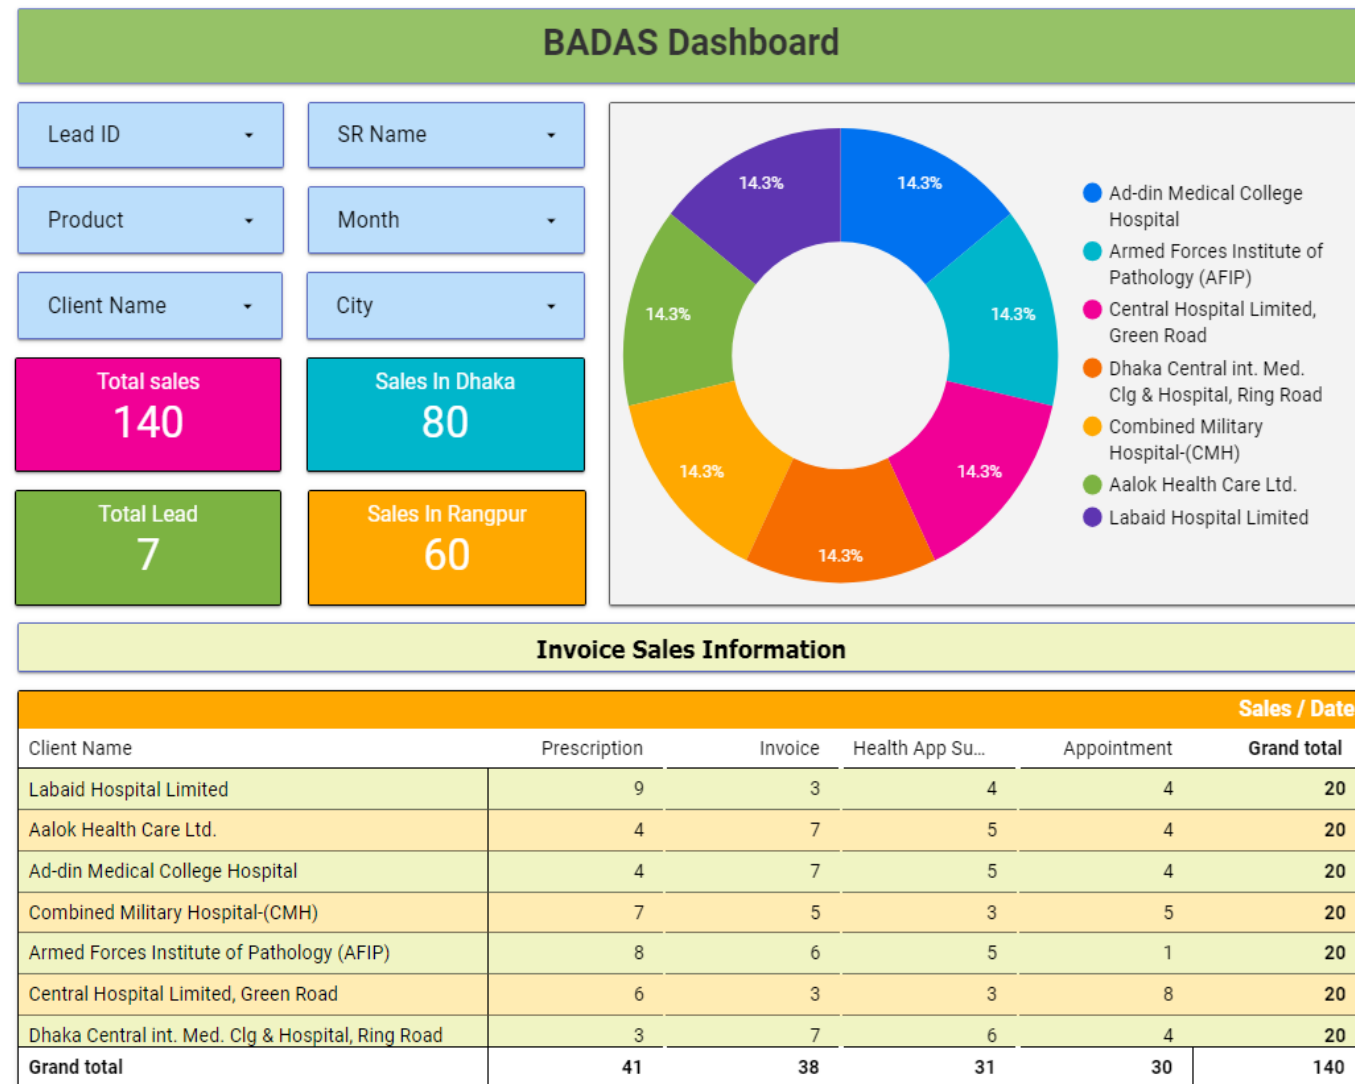 BADAS Dashboard
Lead ID
SR Name
Product
Month
Client Name
City
Total sales
140
Sales In Dhaka
80
Total Lead
7
Sales In Rangpur
60
14.3%
14.3%
14.3%
14.3%
14.3%
14.3%
14.3%
Ad-din Medical College
Hospital
Armed Forces Institute of
Pathology (AFIP)
Central Hospital Limited,
Green Road
Dhaka Central int. Med.
Clg & Hospital, Ring Road
Combined Military
Hospital-(CMH)
Aalok Health Care Ltd.
Labaid Hospital Limited
Invoice Sales Information
Sales / Date
Client Name Prescription Invoice Health App Su... Appointment Grand total
Labaid Hospital Limited 9 3 4 4 20
Aalok Health Care Ltd. 4 7 5 4 20
Ad-din Medical College Hospital 4 7 5 4 20
Combined Military Hospital-(CMH) 7 5 3 5 20
Armed Forces Institute of Pathology (AFIP) 8 6 5 1 20
Central Hospital Limited, Green Road 6 3 3 8 20
Dhaka Central int. Med. Clg & Hospital, Ring Road 3 7 6 4 20
Grand total 41 38 31 30 140